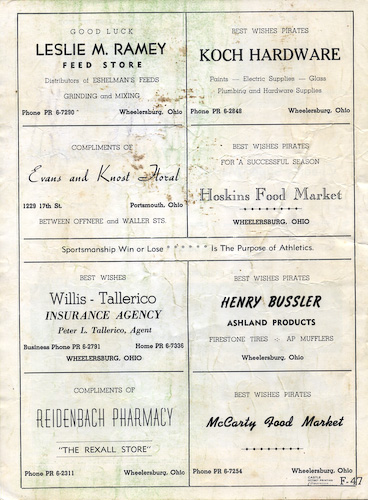 GOOD LUCK
LESLIE M. RAMEY
FEED STORE
Distributors of ESHELMAN'S FEEDS
GRINDING and MIXING
Phone PR 6-7290
Wheelersburg, Ohio
BEST WISHES PIRATES
KOCH HARDWARE
Paints — Electric Supplies — Glass
Plumbing and Hardware Supplies
Phone PR 6-2848
Wheelersburg, Ohio
COMPLIMENTS OF
Evans and Knost Floral
1229 17th St.
Portsmouth, Ohio
BETWEEN OFFNERE and WALLER STS.
BEST WISHES PIRATES
FOR A SUCCESSFUL SEASON
Hoskins Food Market
WHEELERSBURG, OHIO
Sportsmanship Win or Lose * * * * * * Is The Purpose of Athletics.
BEST WISHES
Willis - Tallerico
INSURANCE AGENCY
Peter L. Tallerico, Agent
Business Phone PR 6-2791
Home PR 6-7336
WHEELERSBURG, OHIO
BEST WISHES PIRATES
HENRY BUSSLER
ASHLAND PRODUCTS
FIRESTONE TIRES -:- AP MUFFLERS
Wheelersburg, Ohio
COMPLIMENTS OF
REIDENBACH PHARMACY
"THE REXALL STORE"
Phone PR 6-2311
Wheelersburg, Ohio
BEST WISHES PIRATES
McCarty Food Market
Phone PR 6-7254
Wheelersburg, Ohio
F-47